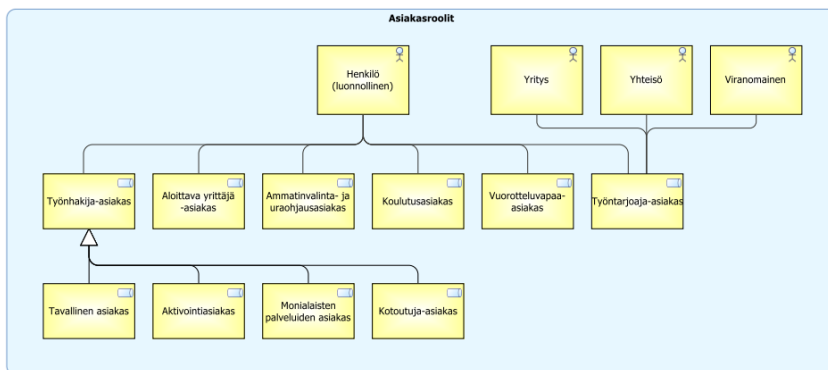 Asiakasroolit
Henkilö
(luonnollinen)
Yritys
Yhteisö
Viranomainen
Työnhakija-asiakas
Aloittava yrittäjä
-asiakas
Ammatinvalinta- ja
uraohjausasiakas
Koulutusasiakas
Vuorotteluvapaa-
asiakas
Työntarjoaja-asiakas
Tavallinen asiakas
Aktivointiasiakas
Monialaisten
palveluiden asiakas
Kotoutuja-asiakas